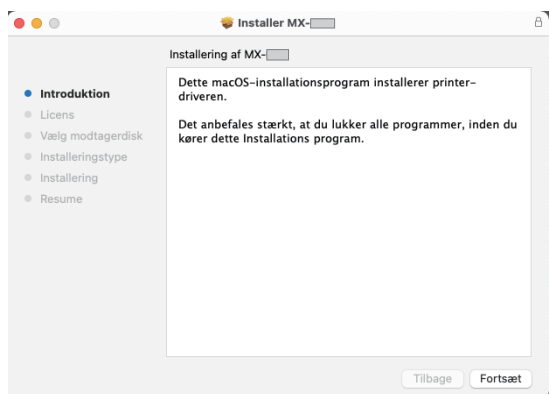 Installer MX-
Installering af MX-
Introduktion
Licens
Vælg modtagerdisk
Installeringstype
Installering
Resume
Dette macOS-installationsprogram installerer printer-
driveren.
Det anbefales stærkt, at du lukker alle programmer, inden du
kører dette Installations program.
Tilbage
Fortsæt